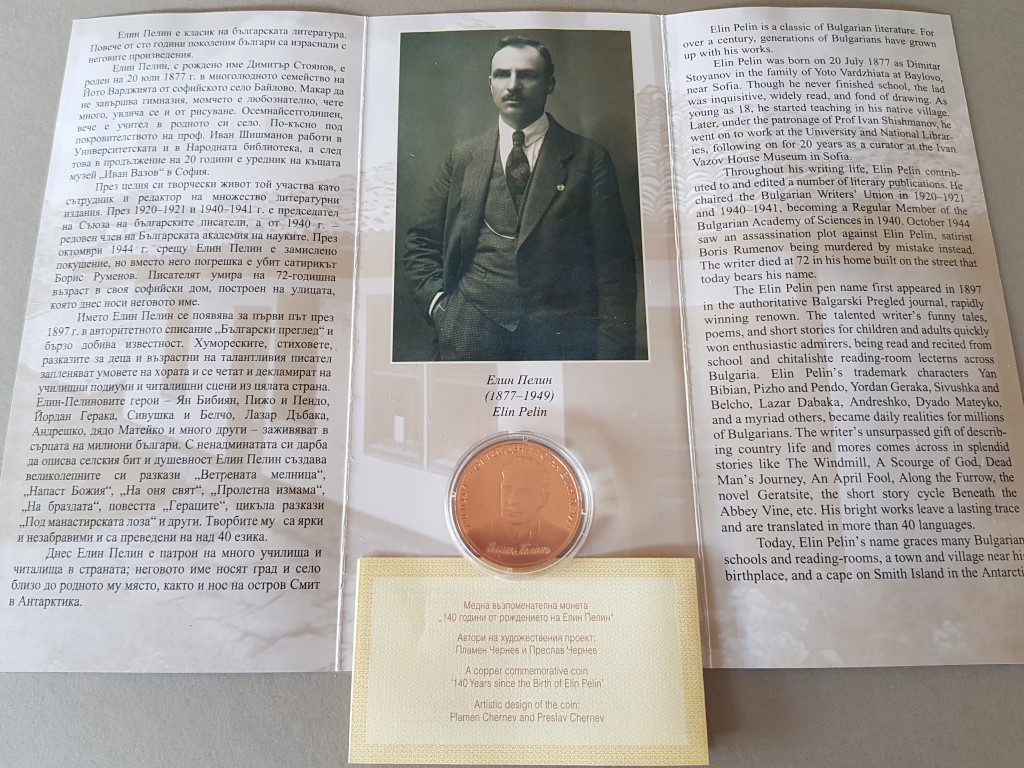 Елин Пелин е класик на българската литература.
Повече от сто години поколения българи са израснали с
неговите произведения.
Елин Пелин, с рождено име Димитър Стоянов, е
роден на 20 юли 1877 г. в многолюдното семейство на
Йото Варджията от софийското село Байлово. Макар да
не завършва гимназия, момчето е любознателно, чете
много, увлича се и от рисуване. Осемнайсетгодишен,
вече е учител в родното си село. По-късно под
покровителството на проф. Иван Шишманов работи в
Университетската и в Народната библиотека, а след
това в продължение на 20 години е уредник на къщата
музей „Иван Вазов“ в София.
През целия си творчески живот той участва като
сътрудник и редактор на множество литературни
издания. През 1920–1921 и 1940–1941 г. е председател
на Съюза на българските писатели, а от 1940 г. –
редовен член на Българската академия на науките. През
октомври 1944 г. срещу Елин Пелин е замислено
покушение, но вместо него погрешка е убит сатирикът
Борис Руменов. Писателят умира на 72-годишна
възраст в своя софийски дом, построен на улицата,
която днес носи неговото име.
Името Елин Пелин се появява за първи път през
1897 г. в авторитетното списание „Български преглед“ и
бързо добива известност. Хумореските, стиховете,
разказите за деца и възрастни на талантливия писател
запленяват умовете на хората и се четат и декламират на
училищни подиуми и читалищни сцени из цялата страна.
Елин-Пелиновите герои – Ян Бибиян, Пижо и Пендо,
Йордан Герака, Сивушка и Белчо, Лазар Дъбака,
Андрешко, дядо Матейко и много други – заживяват в
сърцата на милиони българи. С ненадминатата си дарба
да описва селския бит и душевност Елин Пелин създава
великолепните си разкази „Ветрената мелница“,
„Напаст Божия“, „На оня свят“, „Пролетна измама“,
„На браздата“, повестта „Гераците“, цикъла разкази
„Под манастирската лоза“ и други. Творбите му са ярки
и незабравими и са преведени на над 40 езика.
Днес Елин Пелин е патрон на много училища и
читалища в страната; неговото име носят град и село
близо до родното му място, както и нос на остров Смит
в Антарктика.
Елин Пелин
(1877–1949)
Elin Pelin
Медна възпоменателна монета
„140 години от рождението на Елин Пелин“
Автори на художествения проект:
Пламен Чернев и Преслав Чернев
A copper commemorative coin
'140 Years since the Birth of Elin Pelin'
Artistic design of the coin:
Plamen Chernev and Preslav Chernev
Elin Pelin is a classic of Bulgarian literature. For
over a century, generations of Bulgarians have grown
up with his works.
Elin Pelin was born on 20 July 1877 as Dimitar
Stoyanov in the family of Yoto Vardzhiata at Baylovo,
near Sofia. Though he never finished school, the lad
was inquisitive, widely read, and fond of drawing. As
young as 18, he started teaching in his native village.
Later, under the patronage of Prof Ivan Shishmanov, he
went on to work at the University and National Librar-
ies, following on for 20 years as a curator at the Ivan
Vazov House Museum in Sofia.
Throughout his writing life, Elin Pelin contrib-
uted to and edited a number of literary publications. He
chaired the Bulgarian Writers' Union in 1920–1921
and 1940–1941, becoming a Regular Member of the
Bulgarian Academy of Sciences in 1940. October 1944
saw an assassination plot against Elin Pelin, satirist
Boris Rumenov being murdered by mistake instead.
The writer died at 72 in his home built on the street that
today bears his name.
The Elin Pelin pen name first appeared in 1897
in the authoritative Balgarski Pregled journal, rapidly
winning renown. The talented writer's funny tales,
poems, and short stories for children and adults quickly
won enthusiastic admirers, being read and recited from
school and chitalishte reading-room lecterns across
Bulgaria. Elin Pelin's trademark characters Yan
Bibian, Pizho and Pendo, Yordan Geraka, Sivushka and
Belcho, Lazar Dabaka, Andreshko, Dyado Mateyko,
and a myriad others, became daily realities for millions
of Bulgarians. The writer's unsurpassed gift of describ-
ing country life and mores comes across in splendid
stories like The Windmill, A Scourge of God, Dead
Man's Journey, An April Fool, Along the Furrow, the
novel Geratsite, the short story cycle Beneath the
Abbey Vine, etc. His bright works leave a lasting trace
and are translated in more than 40 languages.
Today, Elin Pelin's name graces many Bulgarian
schools and reading-rooms, a town and village near his
birthplace, and a cape on Smith Island in the Antarcti